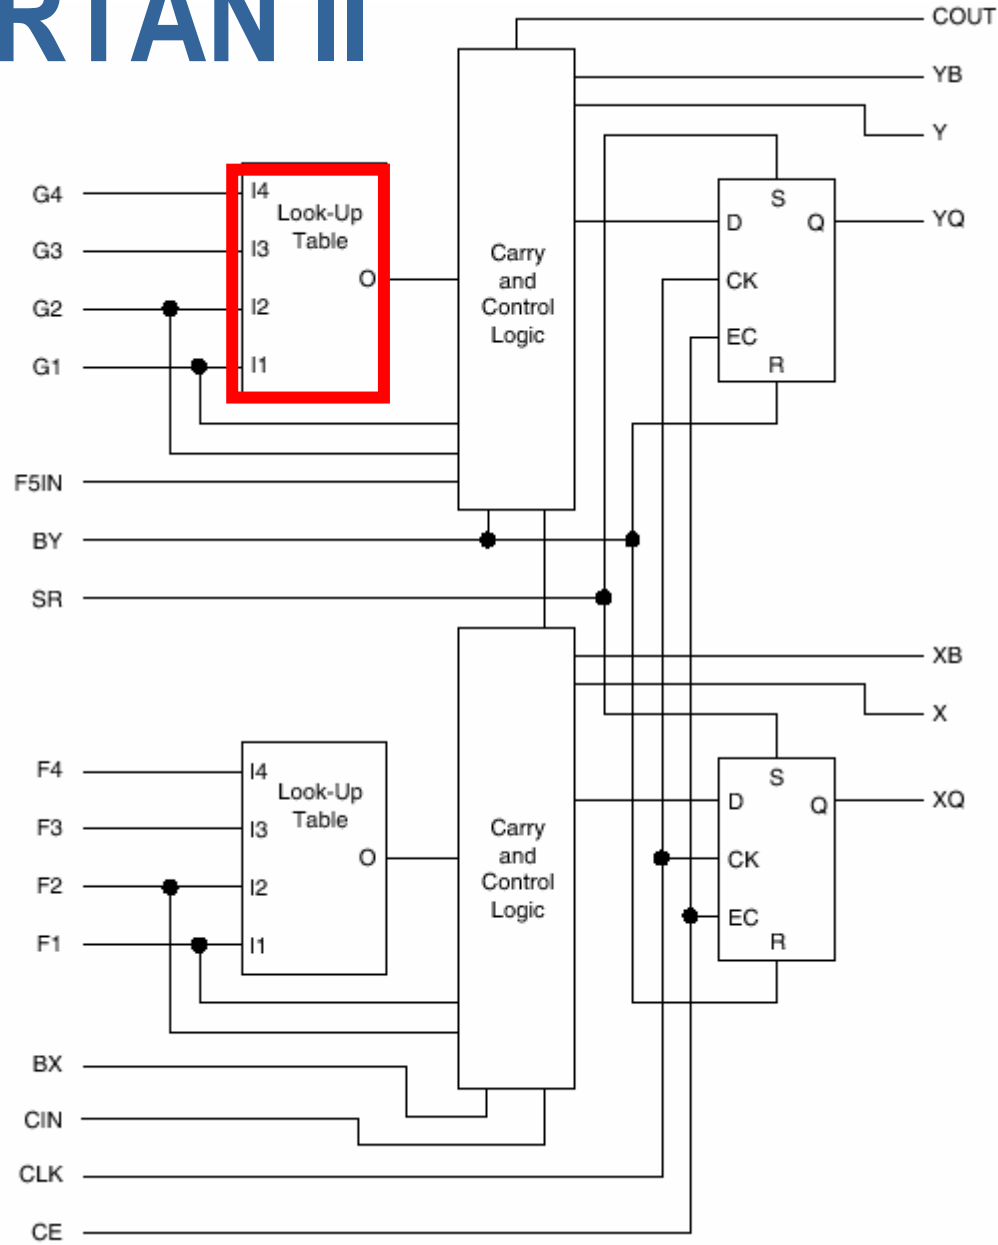 RTAN II
COUT
YB
Y
G4
I4
Look-Up
Table
S
G3
I3
D
Q
YQ
Carry
and
Control
Logic
O
CK
G2
I2
EC
G1
I1
R
F5IN
BY
SR
XB
X
F4
I4
Look-Up
Table
S
D
Q
XQ
F3
I3
Carry
and
Control
Logic
O
CK
F2
I2
EC
F1
I1
R
BX
CIN
CLK
CE